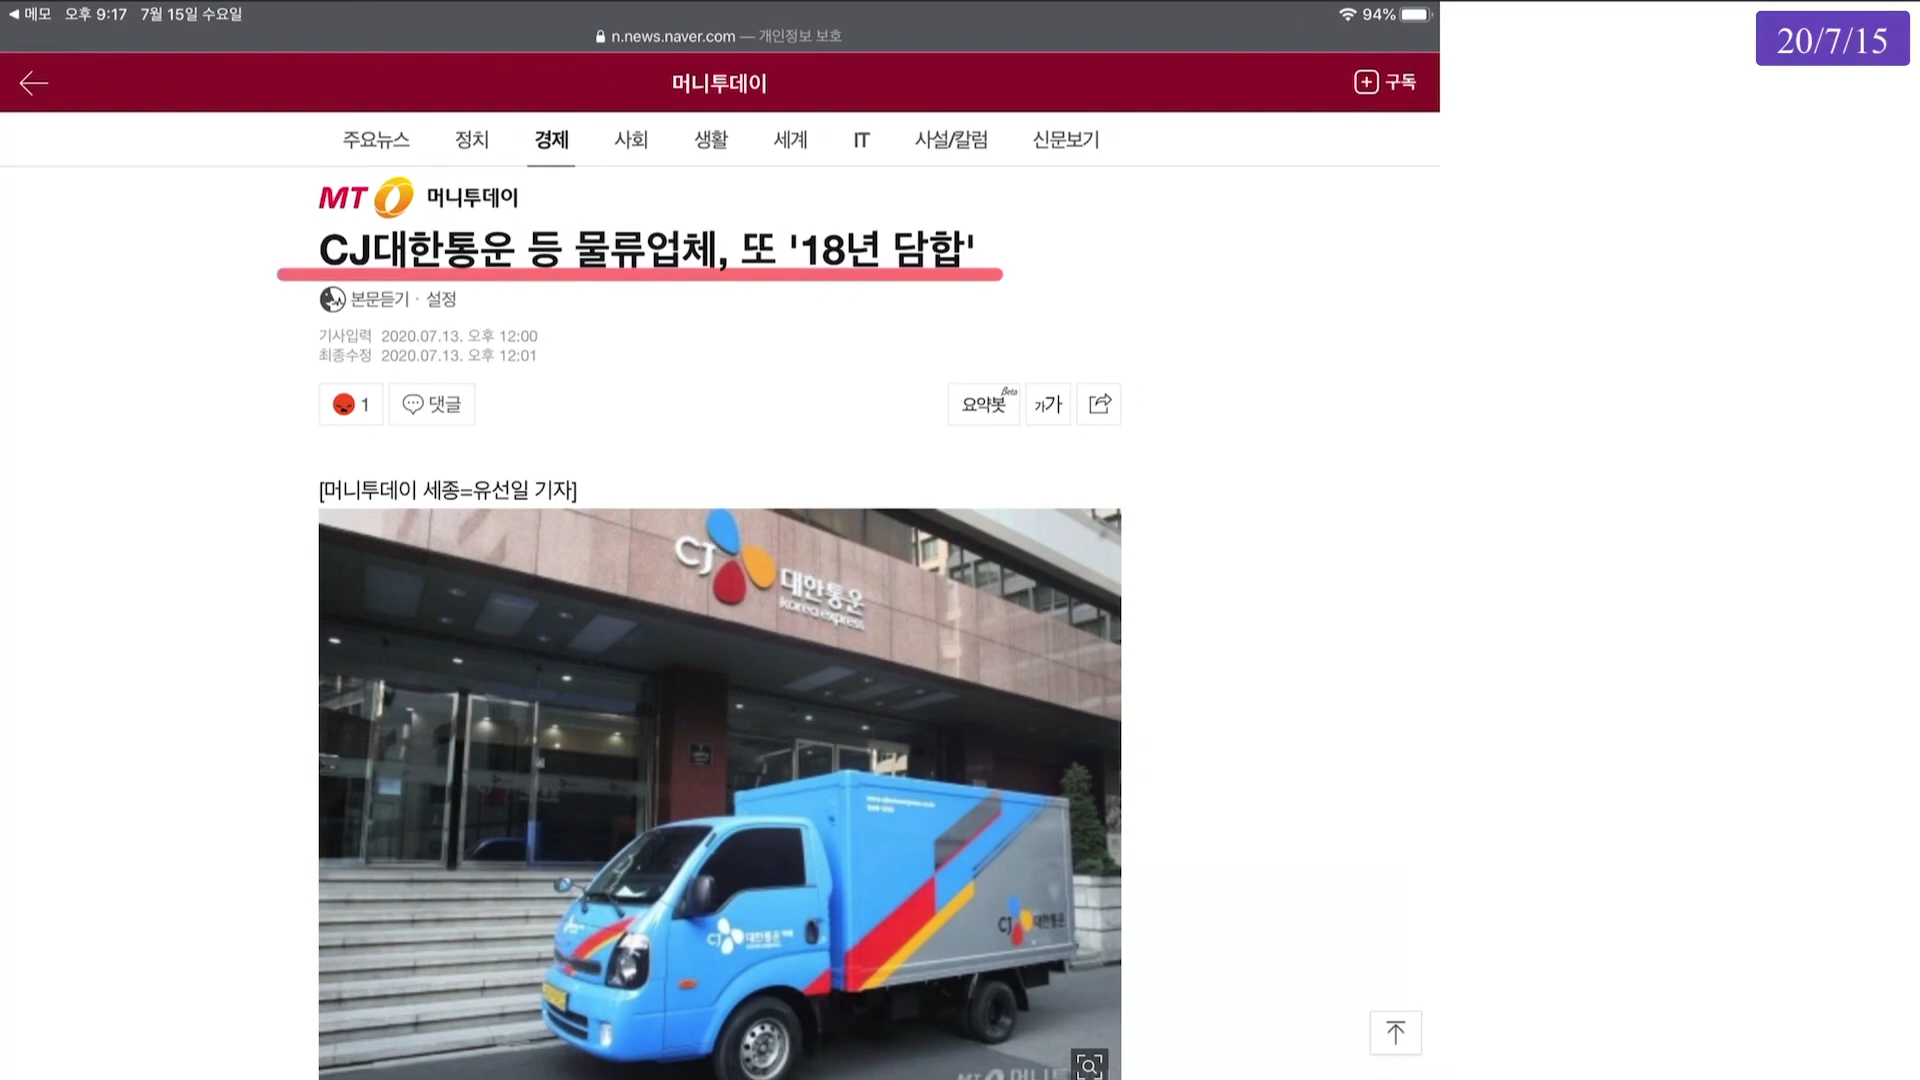 ◀ 메모 오후 9:17 7월 15일 수요일 94%
n.news.naver.com — 개인정보 보호
20/7/15
머니투데이
구독
주요뉴스 정치 경제 사회 생활 세계 IT 사설/칼럼 신문보기
MT 머니투데이
CJ대한통운 등 물류업체, 또 '18년 담합'
본문듣기 · 설정
기사입력 2020.07.13. 오후 12:00
최종수정 2020.07.13. 오후 12:01
1 댓글 요약봇 Beta 가가
[머니투데이 세종=유선일 기자]
CJ 대한통운
korea express
CJ 대한통운
CJ 대한통운